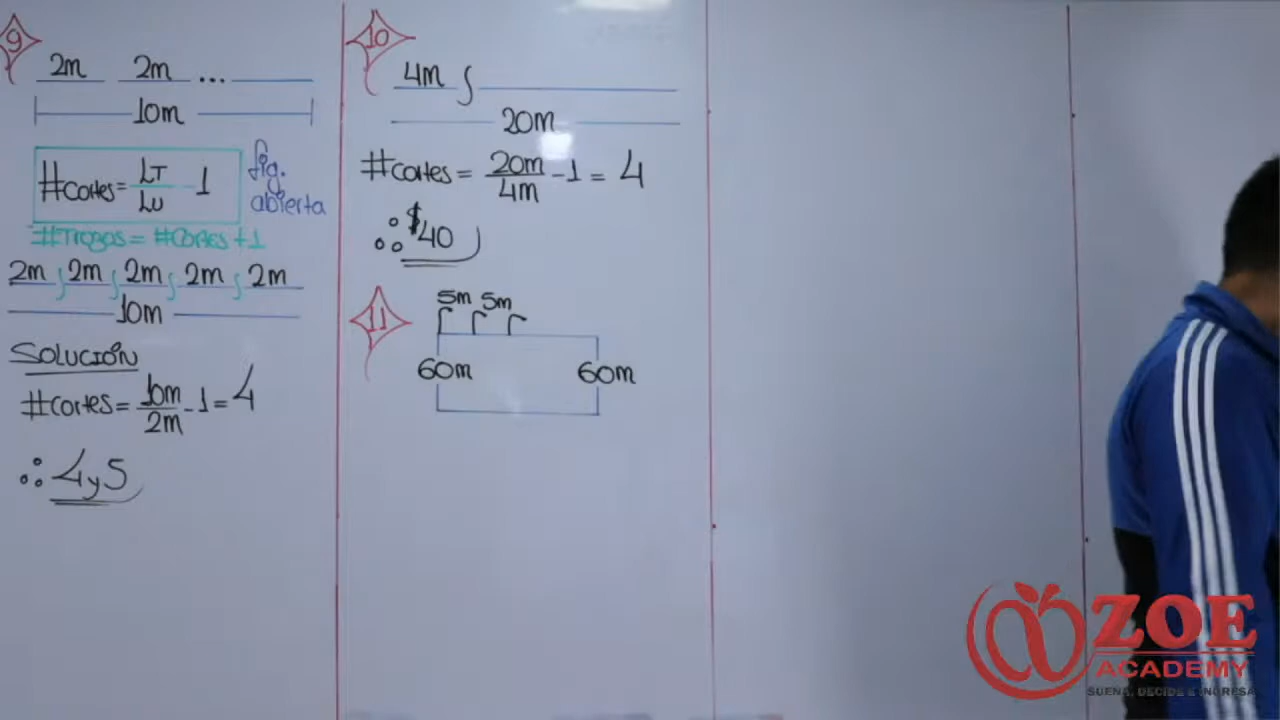 9
2m 2m ...
10m
#Cortes = LT/LU - 1
fig. abierta
#Trozos = #Cortes + 1
2m 2m 2m 2m 2m
10m
SOLUCIÓN
#cortes = 10m/2m - 1 = 4
∴ 4 y 5
10
4m
20m
#cortes = 20m/4m - 1 = 4
∴ $40
11
5m 5m
60m 60m
ZOE
ACADEMY
SUEÑA, DECIDE E INGRESA